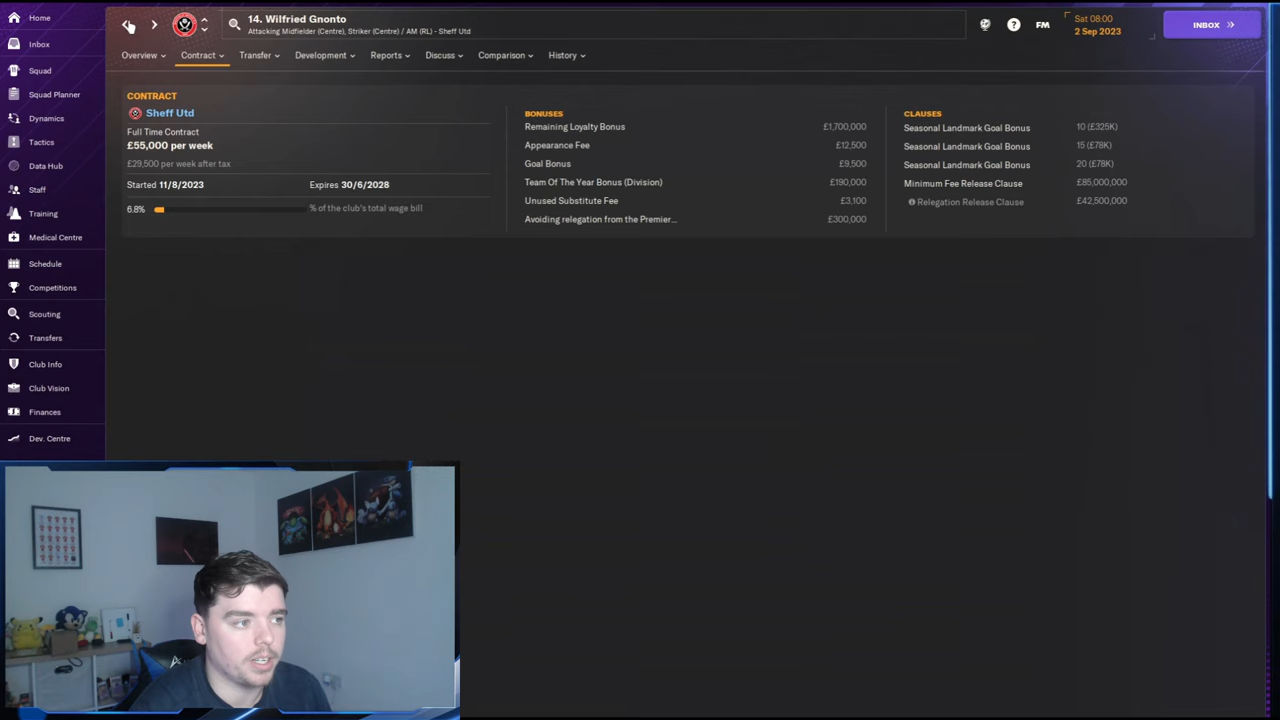 Home
Inbox
Squad
Squad Planner
Dynamics
Tactics
Data Hub
Staff
Training
Medical Centre
Schedule
Competitions
Scouting
Transfers
Club Info
Club Vision
Finances
Dev. Centre
14. Wilfried Gnonto
Attacking Midfielder (Centre), Striker (Centre) / AM (RL) - Sheff Utd
FM
Sat 08:00
2 Sep 2023
INBOX
Overview Contract Transfer Development Reports Discuss Comparison History
CONTRACT
Sheff Utd
Full Time Contract
£55,000 per week
£29,500 per week after tax
Started 11/8/2023 Expires 30/6/2028
6.8% % of the club's total wage bill
BONUSES
Remaining Loyalty Bonus £1,700,000
Appearance Fee £12,500
Goal Bonus £9,500
Team Of The Year Bonus (Division) £190,000
Unused Substitute Fee £3,100
Avoiding relegation from the Premier... £300,000
CLAUSES
Seasonal Landmark Goal Bonus 10 (£325K)
Seasonal Landmark Goal Bonus 15 (£78K)
Seasonal Landmark Goal Bonus 20 (£78K)
Minimum Fee Release Clause £85,000,000
Relegation Release Clause £42,500,000